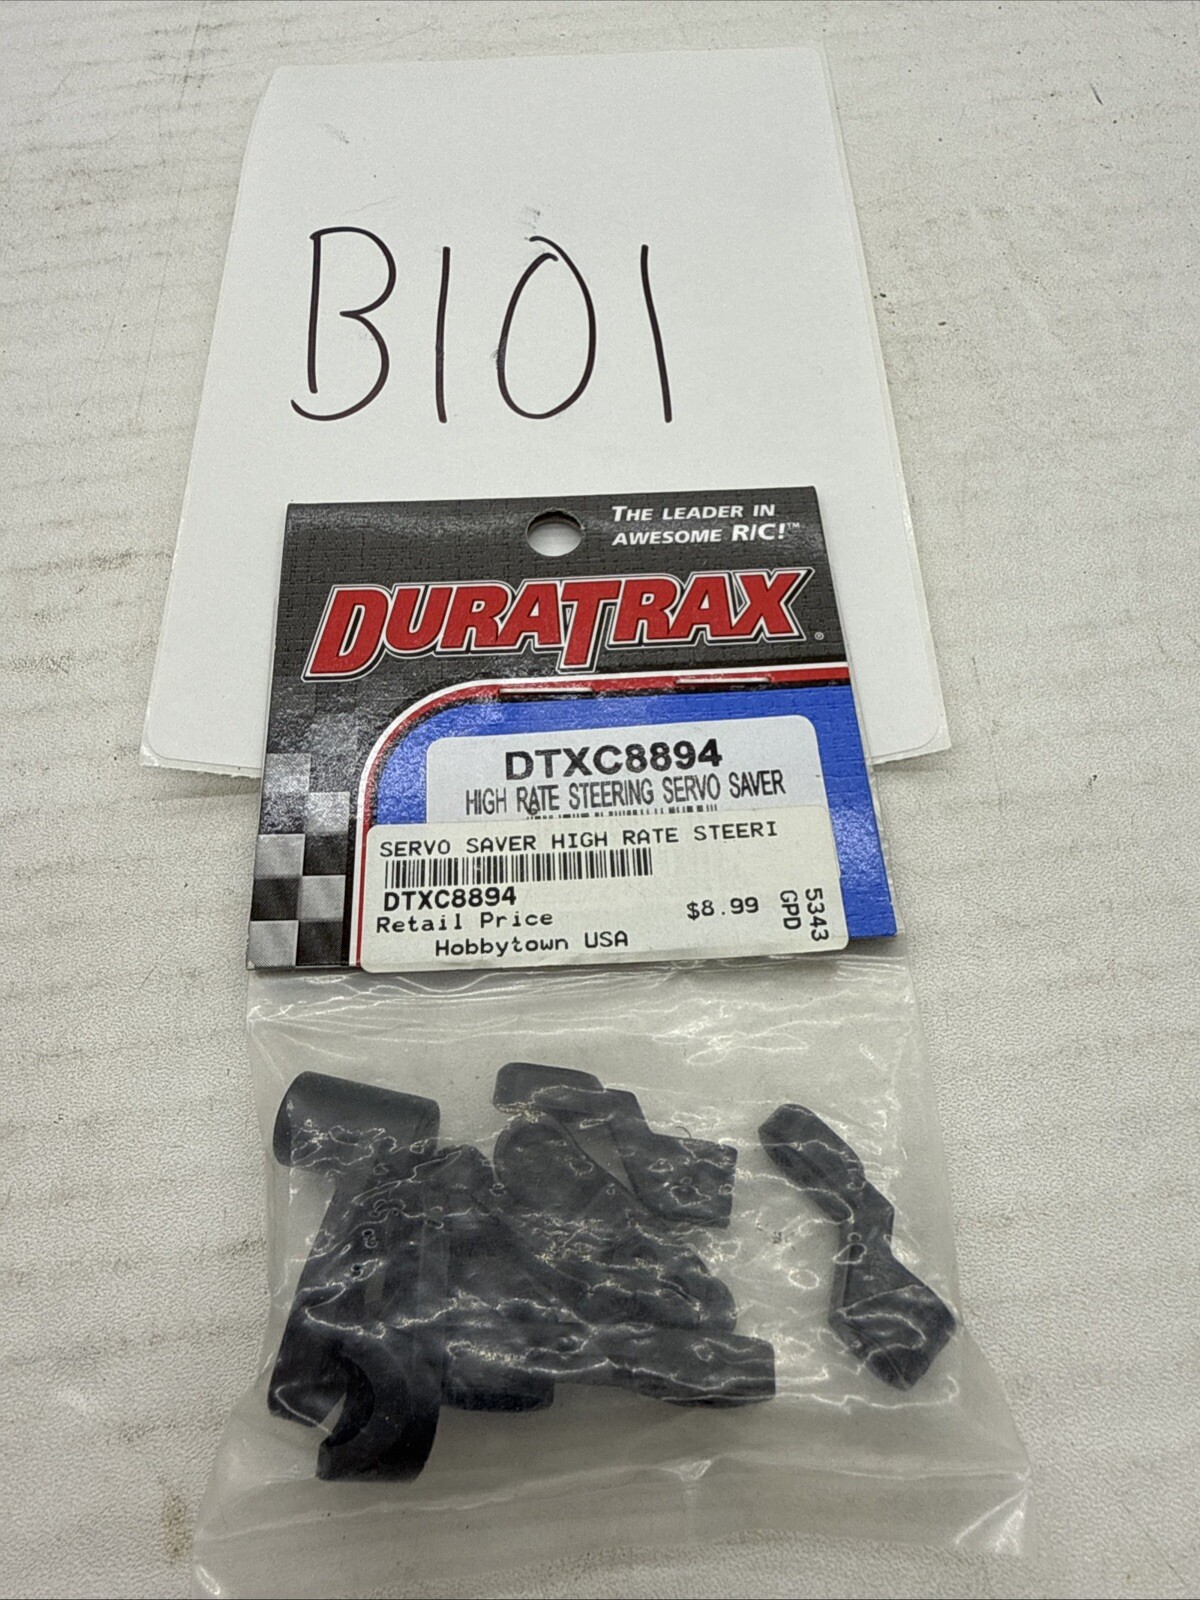 B101
THE LEADER IN
AWESOME R/C!™
DURATRAX®
DTXC8894
HIGH RATE STEERING SERVO SAVER
SERVO SAVER HIGH RATE STEERI
DTXC8894
Retail Price $8.99
Hobbytown USA
5343
GPD